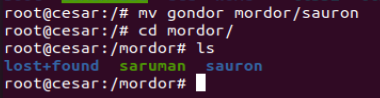 root@cesar:/# mv gondor mordor/sauron
root@cesar:/# cd mordor/
root@cesar:/mordor# ls
lost+found saruman sauron
root@cesar:/mordor#